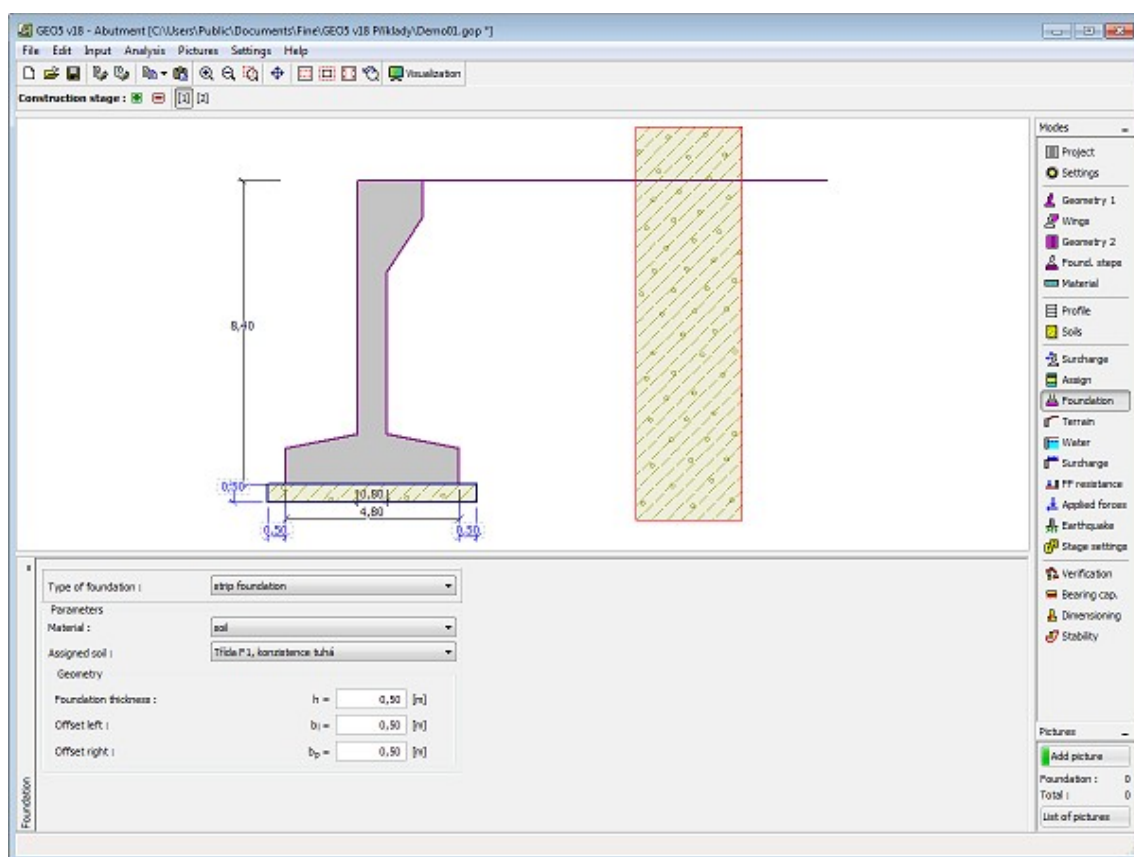 GEO5 v18 - Abutment [C:\Users\Public\Documents\Fine\GEO5 v18 Příklady\Demo01.gop *]
File Edit Input Analysis Pictures Settings Help
Visualization
Construction stage : [1] [2]
Modes
Project
Settings
Geometry 1
Wings
Geometry 2
Found. steps
Material
Profile
Soils
Surcharge
Assign
Foundation
Terrain
Water
Surcharge
FF resistance
Applied forces
Earthquake
Stage settings
Verification
Bearing cap.
Dimensioning
Stability
8,40
0,50
0,80
4,80
0,50
0,50
Type of foundation : strip foundation
Parameters
Material : soil
Assigned soil : Třída F1, konzistence tuhá
Geometry
Foundation thickness : h = 0,50 [m]
Offset left : bl = 0,50 [m]
Offset right : bp = 0,50 [m]
Foundation
Pictures
Add picture
Foundation : 0
Total : 0
List of pictures